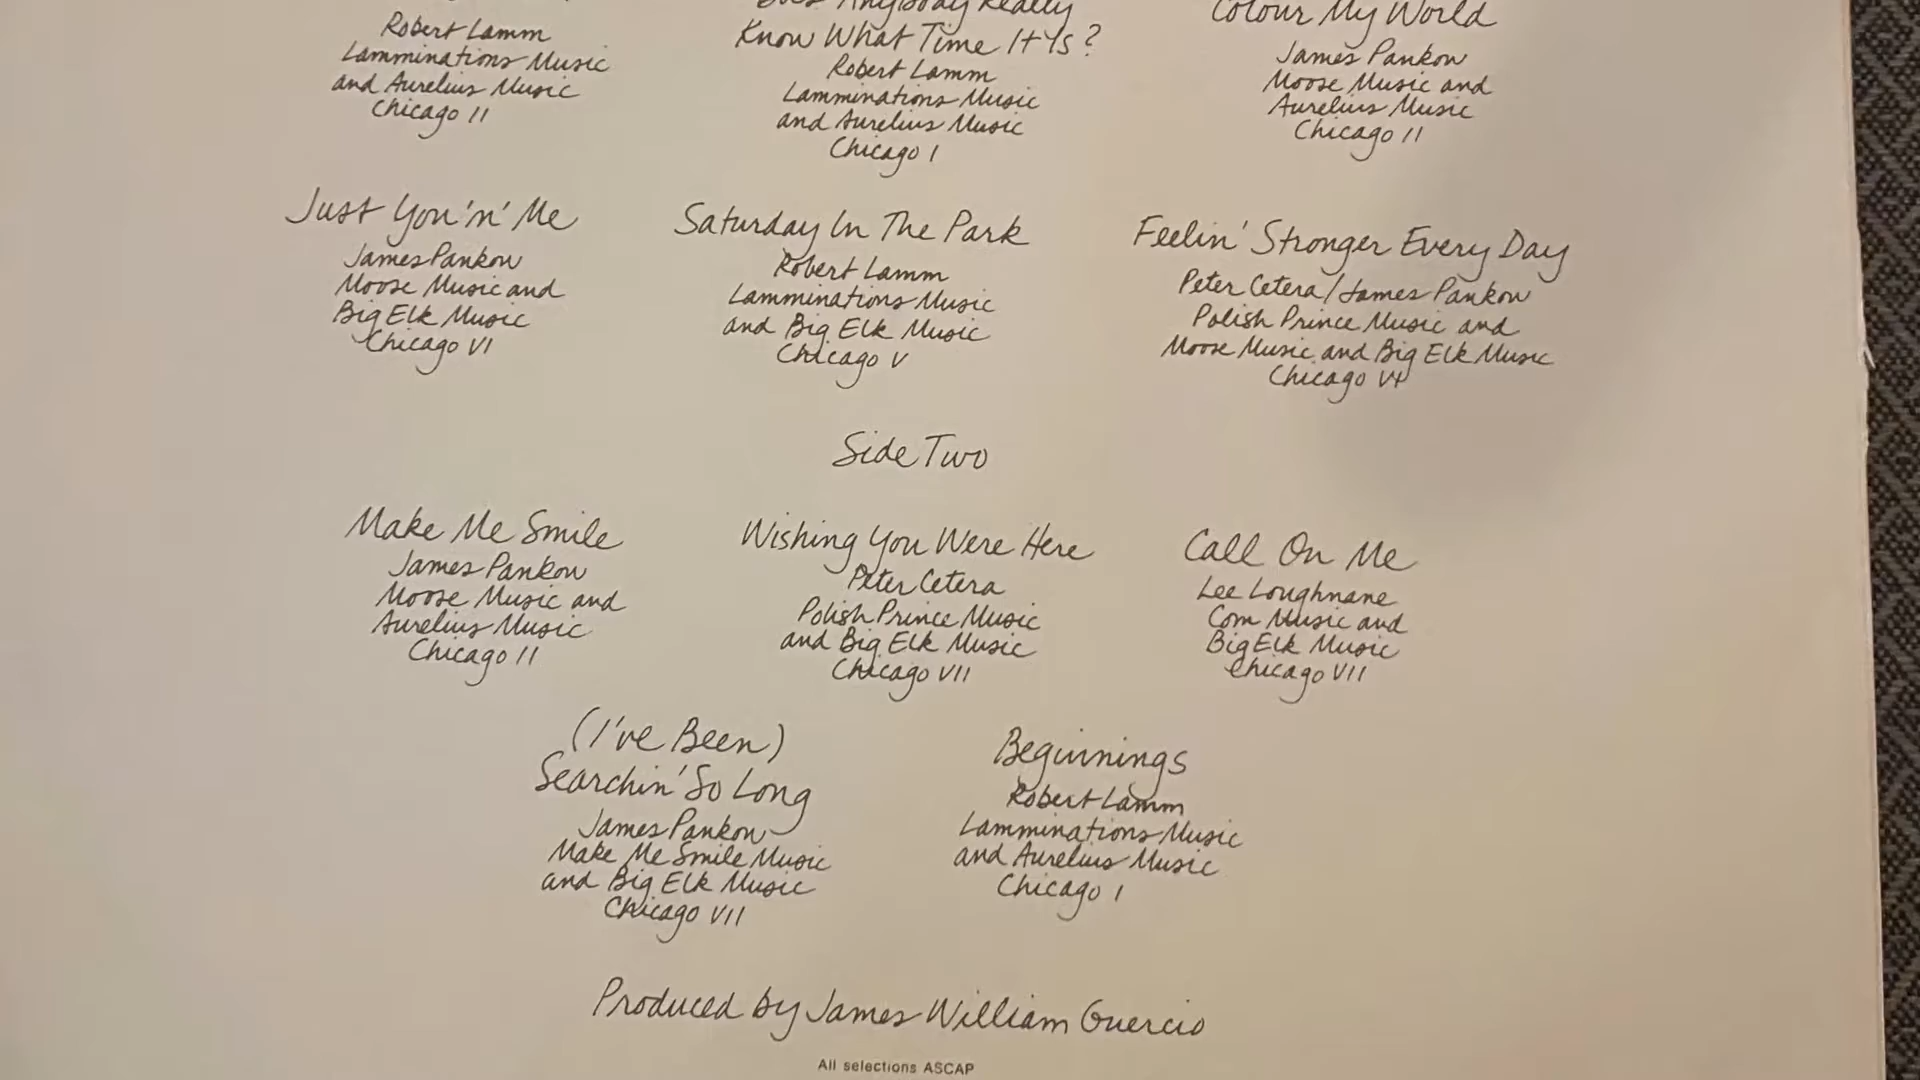 Robert Lamm
Lamminations Music
and Aurelius Music
Chicago II
Does Anybody Really
Know What Time It Is?
Robert Lamm
Lamminations Music
and Aurelius Music
Chicago I
Colour My World
James Pankow
Moose Music and
Aurelius Music
Chicago II
Just You 'n' Me
James Pankow
Moose Music and
Big Elk Music
Chicago VI
Saturday In The Park
Robert Lamm
Lamminations Music
and Big Elk Music
Chicago V
Feelin' Stronger Every Day
Peter Cetera/James Pankow
Polish Prince Music and
Moose Music and Big Elk Music
Chicago VI
Side Two
Make Me Smile
James Pankow
Moose Music and
Aurelius Music
Chicago II
Wishing You Were Here
Peter Cetera
Polish Prince Music
and Big Elk Music
Chicago VII
Call On Me
Lee Loughnane
Com Music and
Big Elk Music
Chicago VII
(I've Been)
Searchin' So Long
James Pankow
Make Me Smile Music
and Big Elk Music
Chicago VII
Beginnings
Robert Lamm
Lamminations Music
and Aurelius Music
Chicago I
Produced by James William Guercio
All selections ASCAP